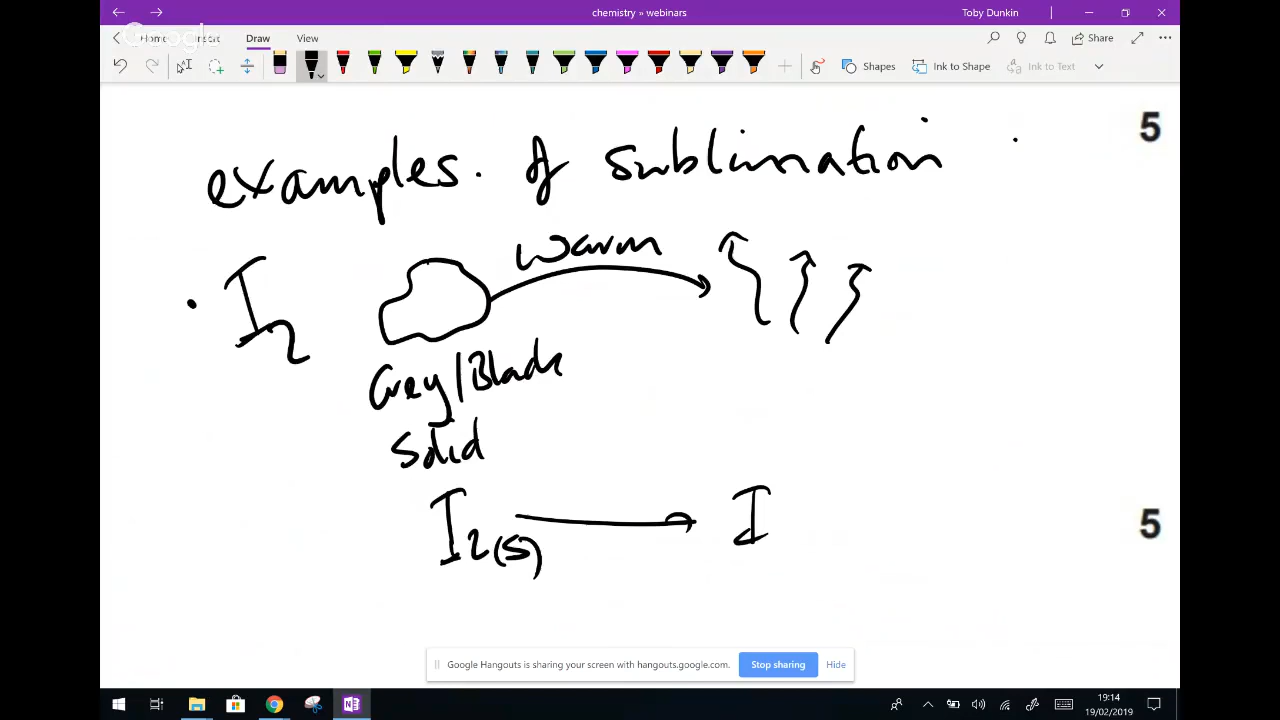 chemistry » webinars
Toby Dunkin
Google
Home Insert Draw View
Share
Shapes Ink to Shape Ink to Text
5
examples. of sublimation
warm
I2
Grey/Black
Solid
I2(s) I
5
Google Hangouts is sharing your screen with hangouts.google.com. Stop sharing Hide
19:14
19/02/2019